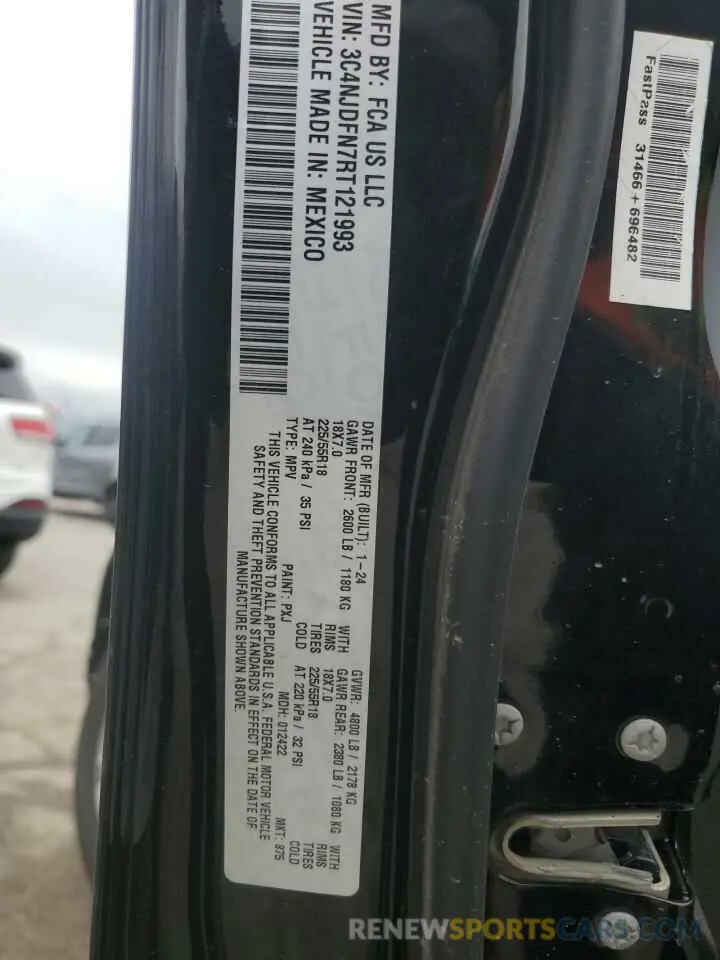 MFD BY: FCA US LLC
VIN: 3C4NJDFN7RT121993
VEHICLE MADE IN: MEXICO
DATE OF MFR (BUILT): 1-24 GVWR: 4800 LB / 2178 KG
GAWR FRONT: 2600 LB / 1180 KG WITH GAWR REAR: 2380 LB / 1080 KG WITH
18X7.0 RIMS 18X7.0 RIMS
225/55R18 TIRES 225/55R18 TIRES
AT 240 kPa / 35 PSI COLD AT 220 kPa / 32 PSI COLD
TYPE: MPV PAINT: PXJ MDH: 012422 MKT: 875
THIS VEHICLE CONFORMS TO ALL APPLICABLE U.S.A. FEDERAL MOTOR VEHICLE
SAFETY AND THEFT PREVENTION STANDARDS IN EFFECT ON THE DATE OF
MANUFACTURE SHOWN ABOVE.
FastPass 31466 + 696482
RENEWSPORTSCARS.COM